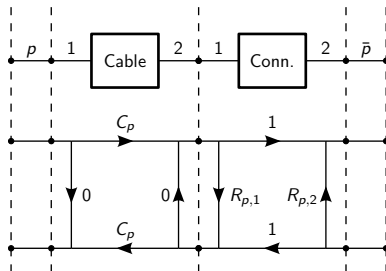 p 1 Cable 2 1 Conn. 2 p̄
C_p 1
0 0 R_{p,1} R_{p,2}
C_p 1